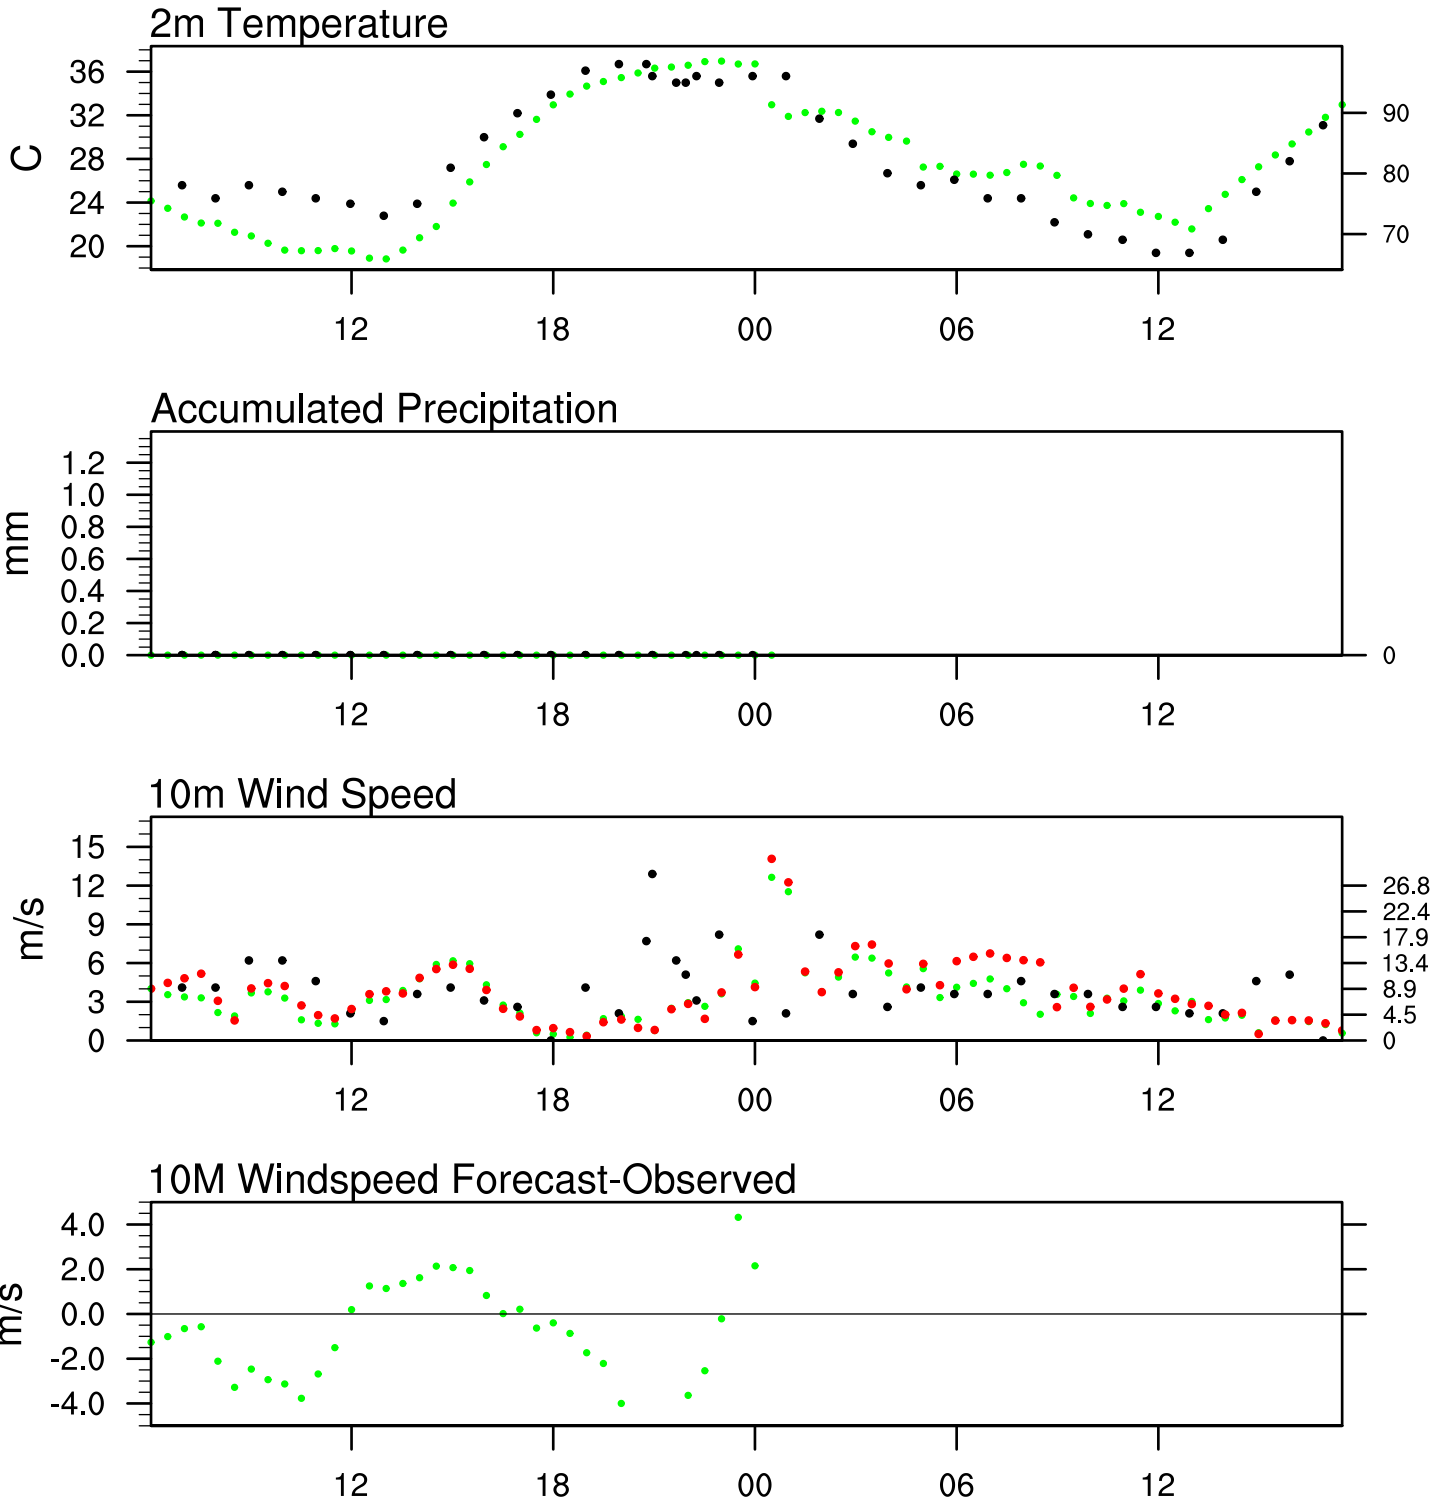 2m Temperature
C
36
32
28
24
20
90
80
70
12 18 00 06 12
Accumulated Precipitation
mm
1.2
1.0
0.8
0.6
0.4
0.2
0.0
0
12 18 00 06 12
10m Wind Speed
m/s
15
12
9
6
3
0
26.8
22.4
17.9
13.4
8.9
4.5
0
12 18 00 06 12
10M Windspeed Forecast-Observed
m/s
4.0
2.0
0.0
-2.0
-4.0
12 18 00 06 12